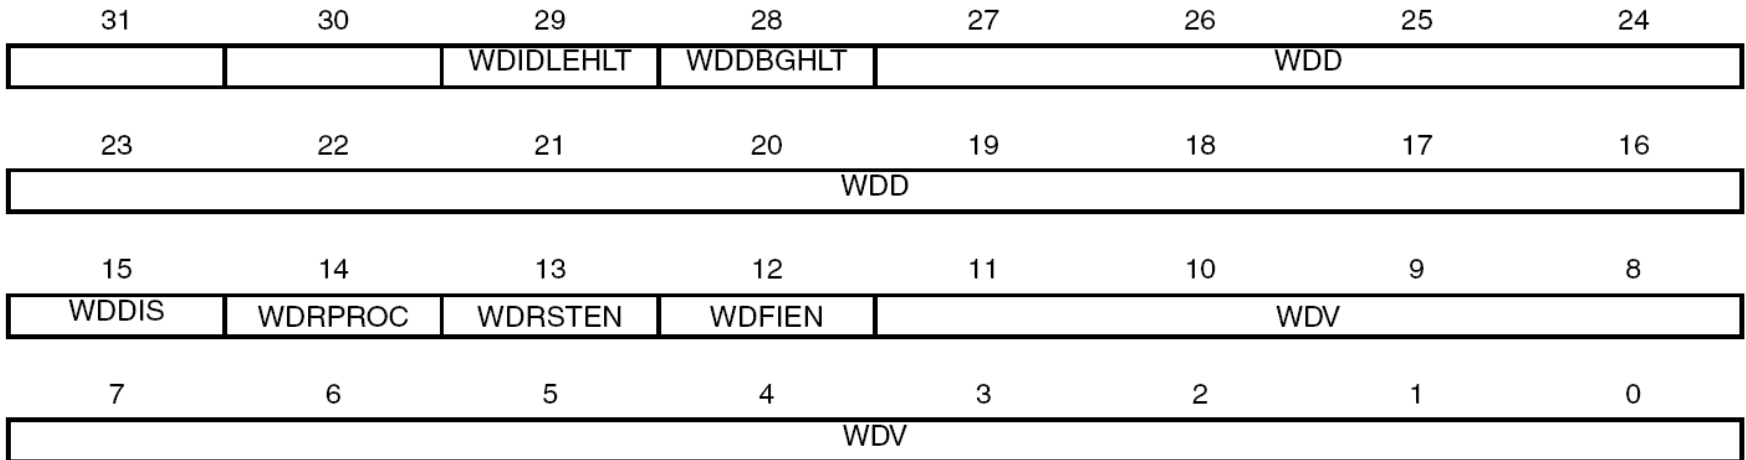 31 30 29 28 27 26 25 24
WDIDLEHLT WDDBGHLT WDD
23 22 21 20 19 18 17 16
WDD
15 14 13 12 11 10 9 8
WDDIS WDRPROC WDRSTEN WDFIEN WDV
7 6 5 4 3 2 1 0
WDV